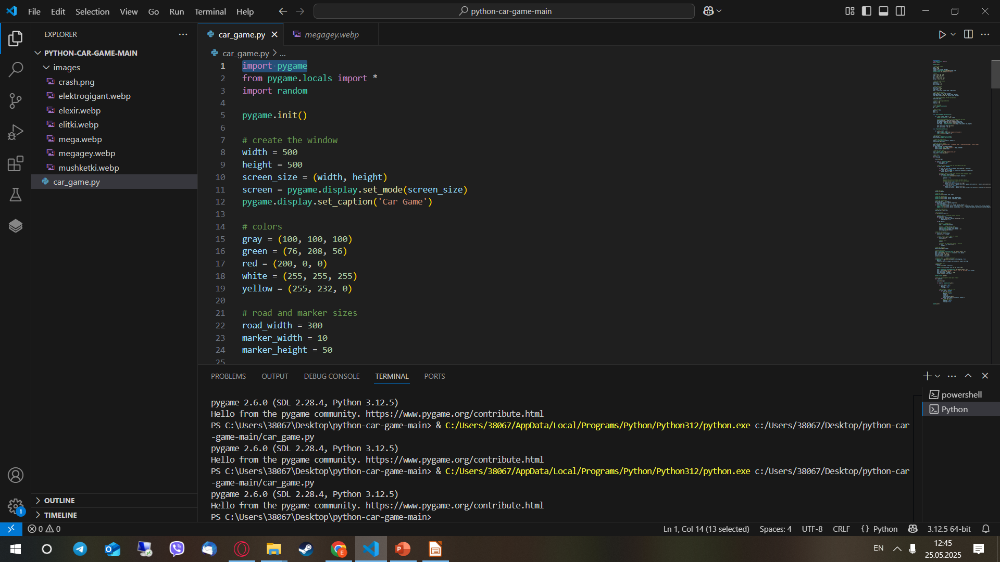 File Edit Selection View Go Run Terminal Help
python-car-game-main
EXPLORER
PYTHON-CAR-GAME-MAIN
images
crash.png
elektrogigant.webp
elexir.webp
elitki.webp
mega.webp
megagey.webp
mushketki.webp
car_game.py
OUTLINE
TIMELINE
car_game.py
megagey.webp
car_game.py > ...
1 import pygame
2 from pygame.locals import *
3 import random
4
5 pygame.init()
6
7 # create the window
8 width = 500
9 height = 500
10 screen_size = (width, height)
11 screen = pygame.display.set_mode(screen_size)
12 pygame.display.set_caption('Car Game')
13
14 # colors
15 gray = (100, 100, 100)
16 green = (76, 208, 56)
17 red = (200, 0, 0)
18 white = (255, 255, 255)
19 yellow = (255, 232, 0)
20
21 # road and marker sizes
22 road_width = 300
23 marker_width = 10
24 marker_height = 50
25
PROBLEMS OUTPUT DEBUG CONSOLE TERMINAL PORTS
pygame 2.6.0 (SDL 2.28.4, Python 3.12.5)
Hello from the pygame community. https://www.pygame.org/contribute.html
PS C:\Users\38067\Desktop\python-car-game-main> & C:/Users/38067/AppData/Local/Programs/Python/Python312/python.exe c:/Users/38067/Desktop/python-car
-game-main/car_game.py
pygame 2.6.0 (SDL 2.28.4, Python 3.12.5)
Hello from the pygame community. https://www.pygame.org/contribute.html
PS C:\Users\38067\Desktop\python-car-game-main> & C:/Users/38067/AppData/Local/Programs/Python/Python312/python.exe c:/Users/38067/Desktop/python-car
-game-main/car_game.py
pygame 2.6.0 (SDL 2.28.4, Python 3.12.5)
Hello from the pygame community. https://www.pygame.org/contribute.html
PS C:\Users\38067\Desktop\python-car-game-main>
powershell
Python
1
0 0
Ln 1, Col 14 (13 selected) Spaces: 4 UTF-8 CRLF {} Python 3.12.5 64-bit
EN
12:45
25.05.2025